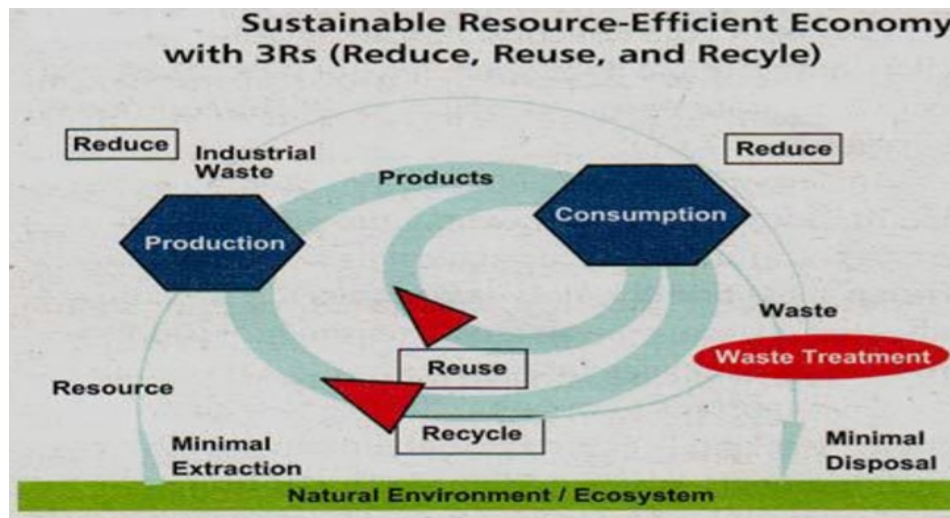 Sustainable Resource-Efficient Economy
with 3Rs (Reduce, Reuse, and Recyle)
Reduce
Industrial
Waste
Products
Reduce
Consumption
Production
Waste
Waste Treatment
Reuse
Resource
Recycle
Minimal
Extraction
Minimal
Disposal
Natural Environment / Ecosystem